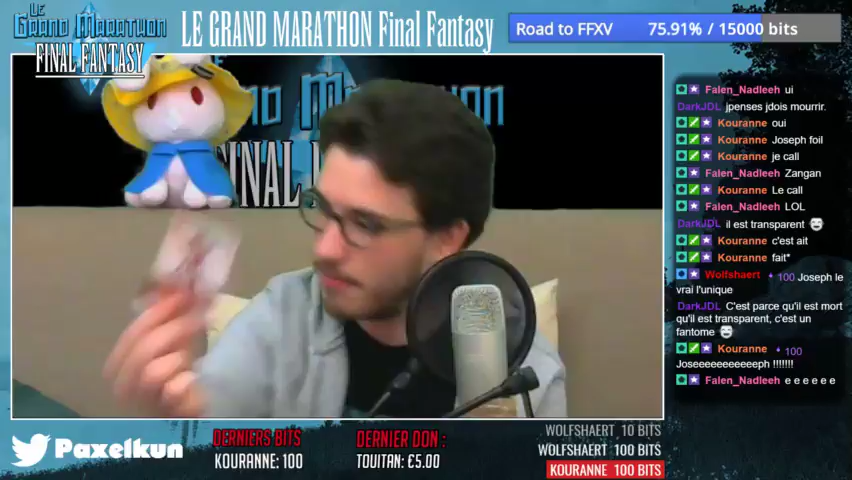 LE
GRAND MARATHON
FINAL FANTASY
LE GRAND MARATHON Final Fantasy
Road to FFXV 75.91% / 15000 bits
Falen_Nadleeh ui
DarkJDL jpenses jdois mourrir.
Kouranne oui
Kouranne Joseph foil
Kouranne je call
Falen_Nadleeh Zangan
Kouranne Le call
Falen_Nadleeh LOL
DarkJDL il est transparent
Kouranne c'est ait
Kouranne fait*
Wolfshaert 100 Joseph le
vrai l'unique
DarkJDL C'est parce qu'il est mort
qu'il est transparent, c'est un
fantome
Kouranne 100
Joseeeeeeeeeeph !!!!!!!
Falen_Nadleeh e e e e e e
Paxelkun
DERNIERS BITS
KOURANNE: 100
DERNIER DON :
TOUITAN: €5.00
WOLFSHAERT 10 BITS
WOLFSHAERT 100 BITS
KOURANNE 100 BITS